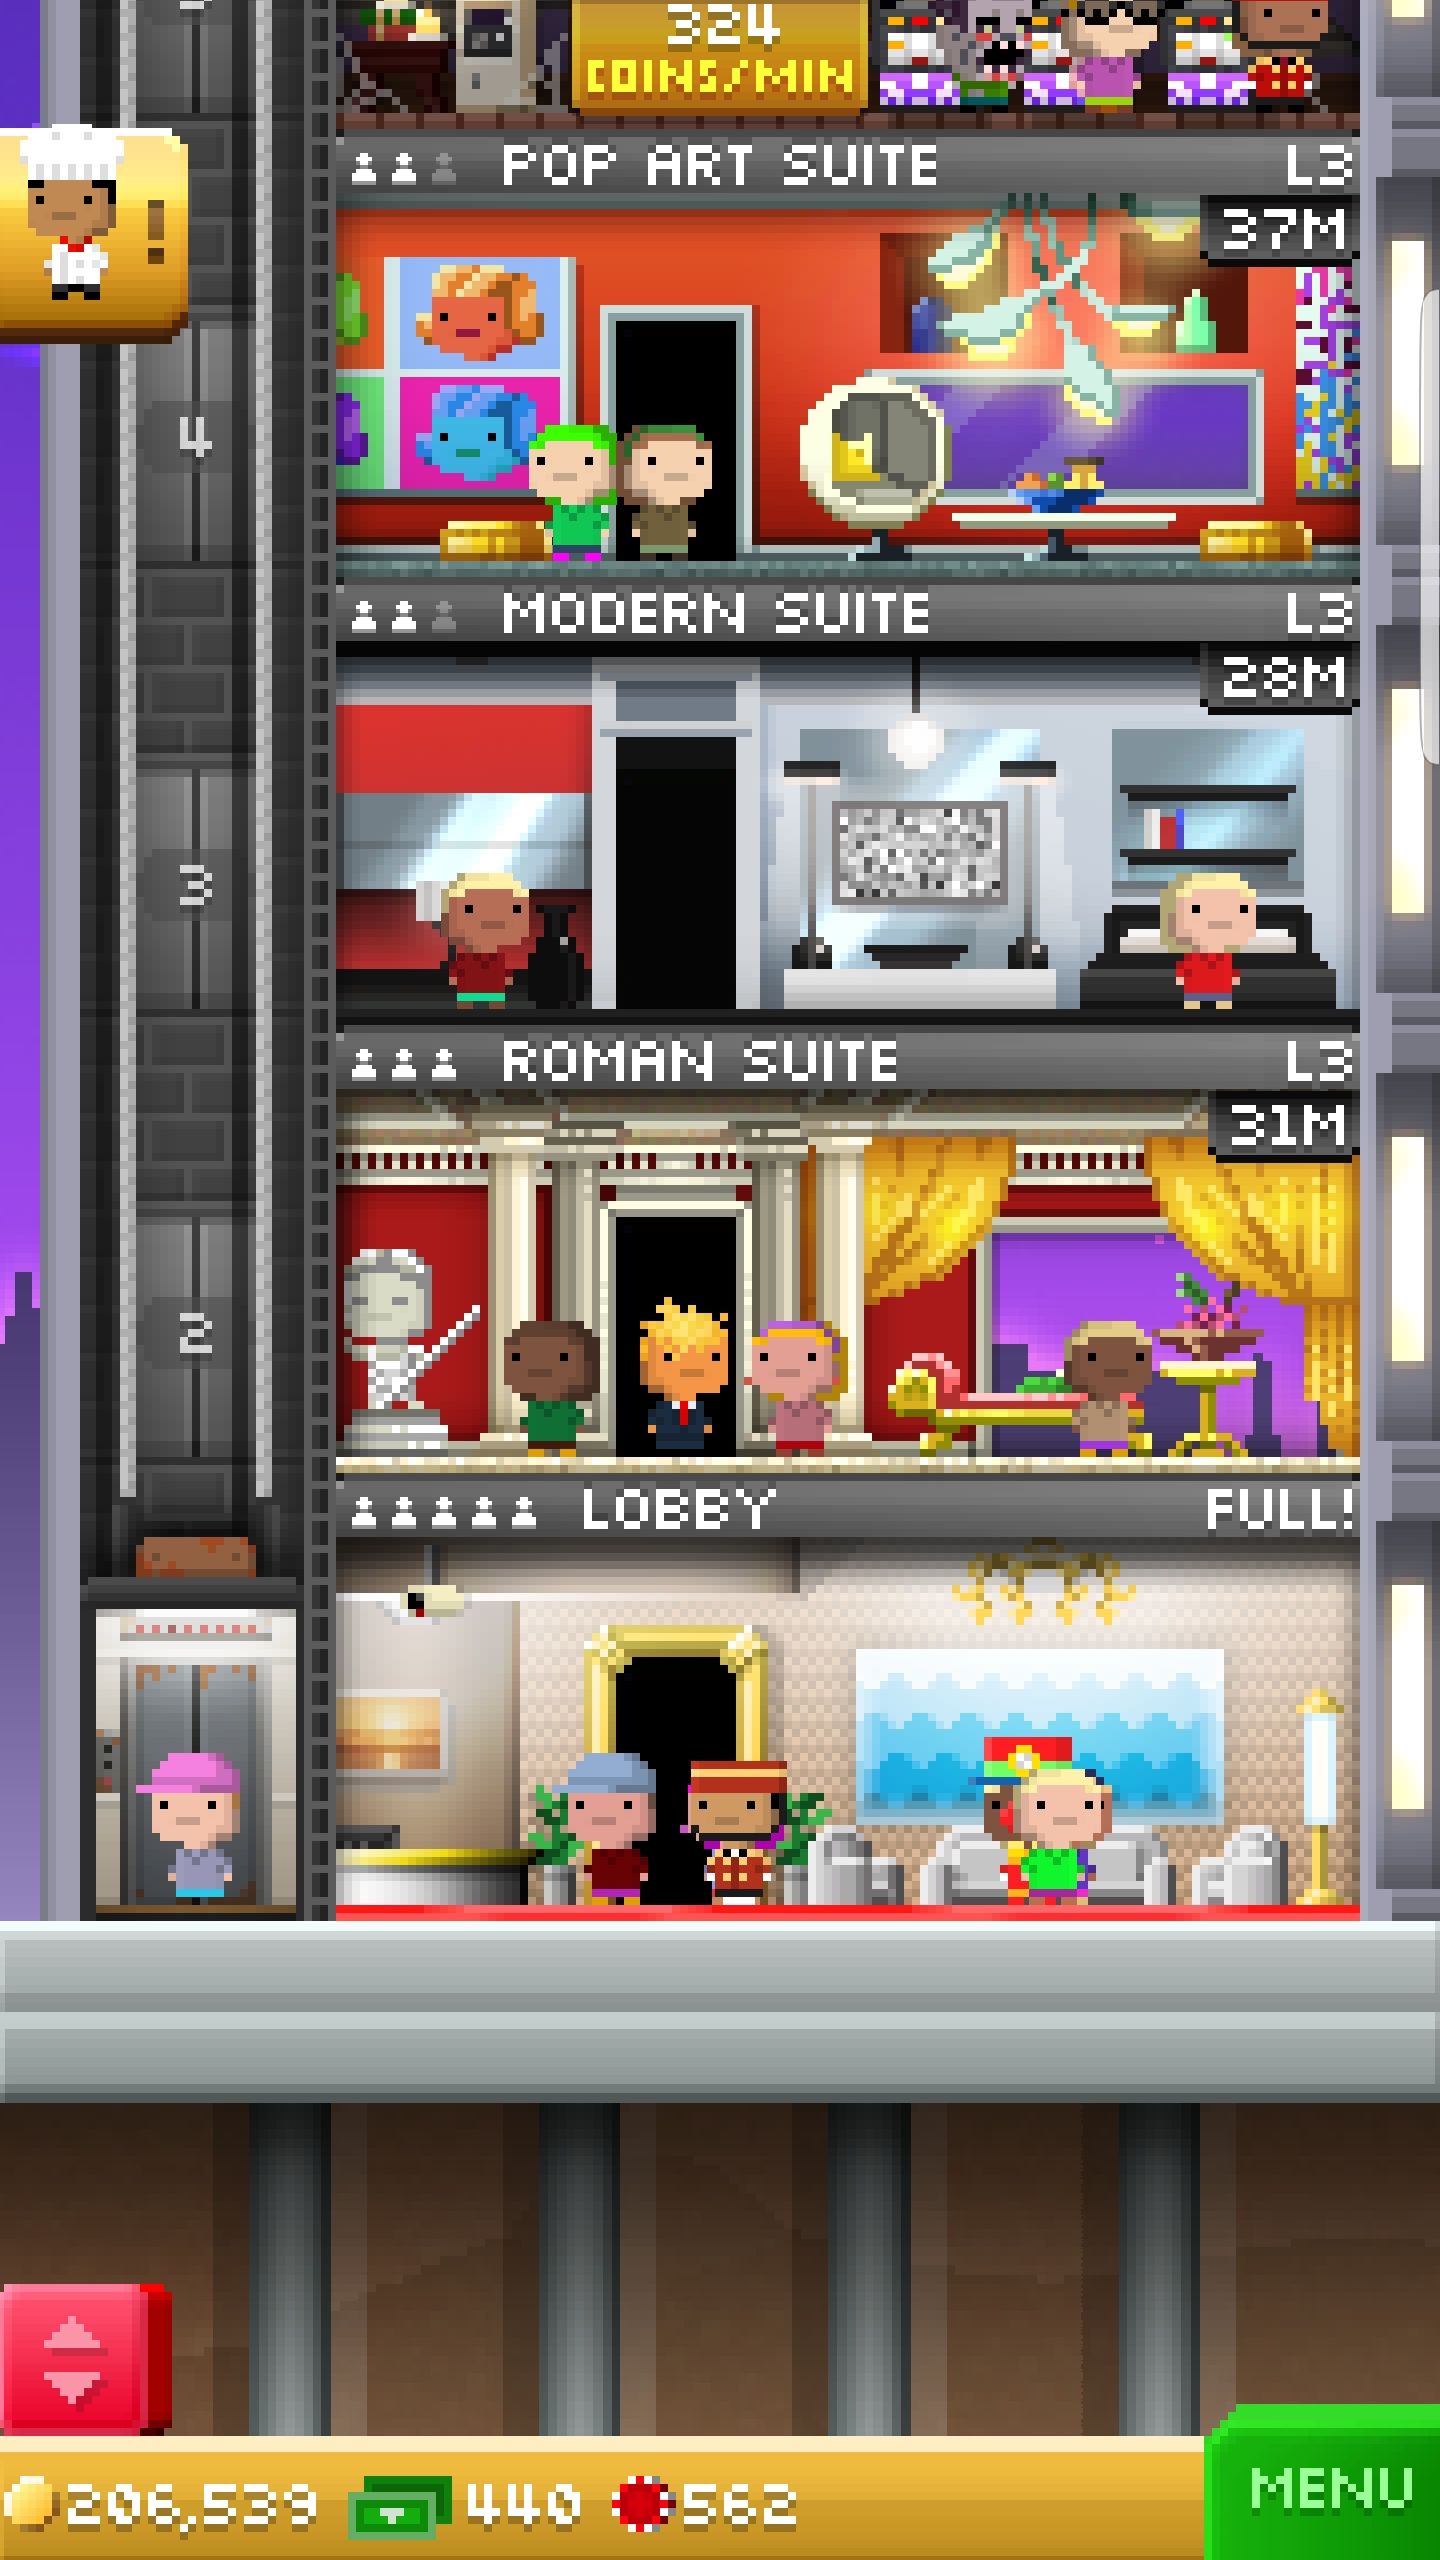 324
COINS/MIN
POP ART SUITE L3
37M
4
MODERN SUITE L3
28M
3
ROMAN SUITE L3
31M
2
LOBBY FULL!
!
206,539 440 562
MENU